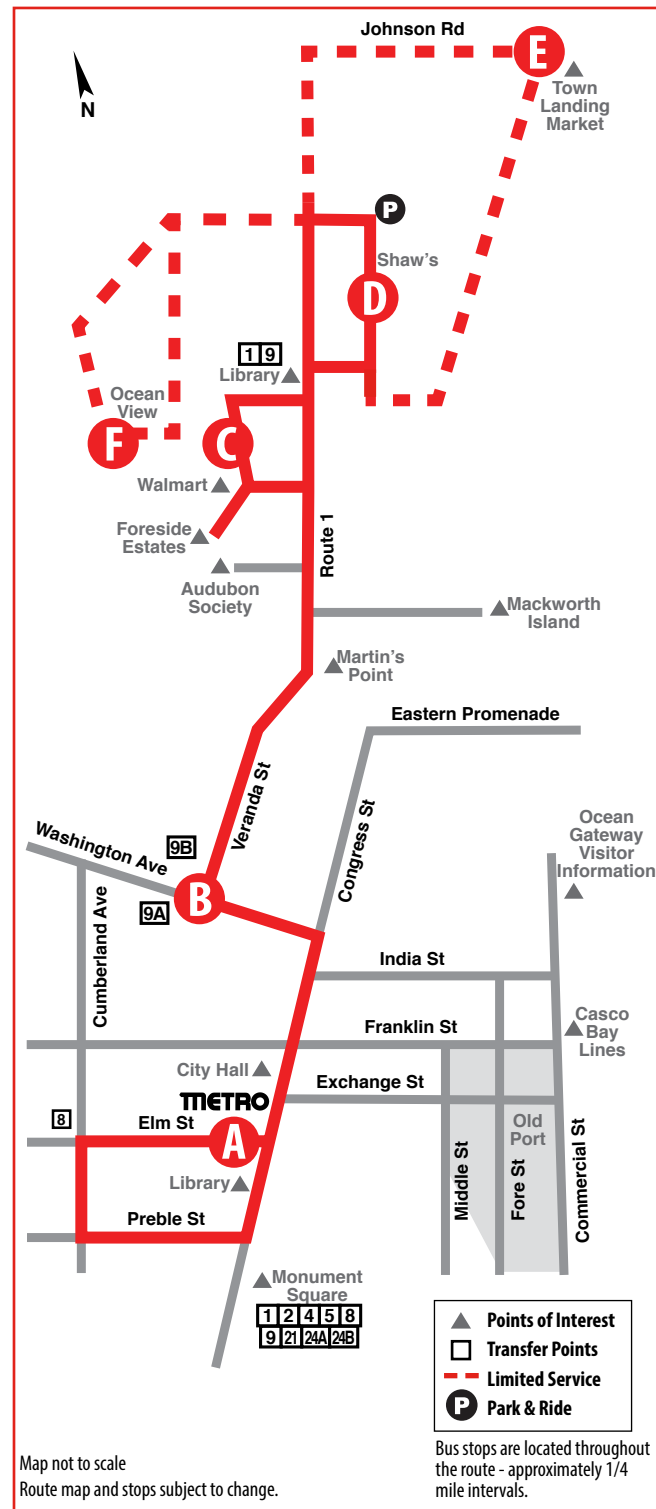 Johnson Rd
E
N
Town
Landing
Market
P
Shaw's
D
1 9
Library
Ocean
View
F
C
Walmart
Foreside
Estates
Route 1
Audubon
Society
Mackworth
Island
Martin's
Point
Eastern Promenade
Veranda St
Congress St
Ocean
Gateway
Visitor
Information
Washington Ave
9B
B
9A
Cumberland Ave
India St
Franklin St
Casco
Bay
Lines
City Hall
Exchange St
METRO
8
Elm St
A
Old
Port
Library
Middle St
Fore St
Commercial St
Preble St
Monument
Square
1 2 4 5 8
9 21 24A 24B
Points of Interest
Transfer Points
Limited Service
P Park & Ride
Map not to scale
Route map and stops subject to change.
Bus stops are located throughout
the route - approximately 1/4
mile intervals.